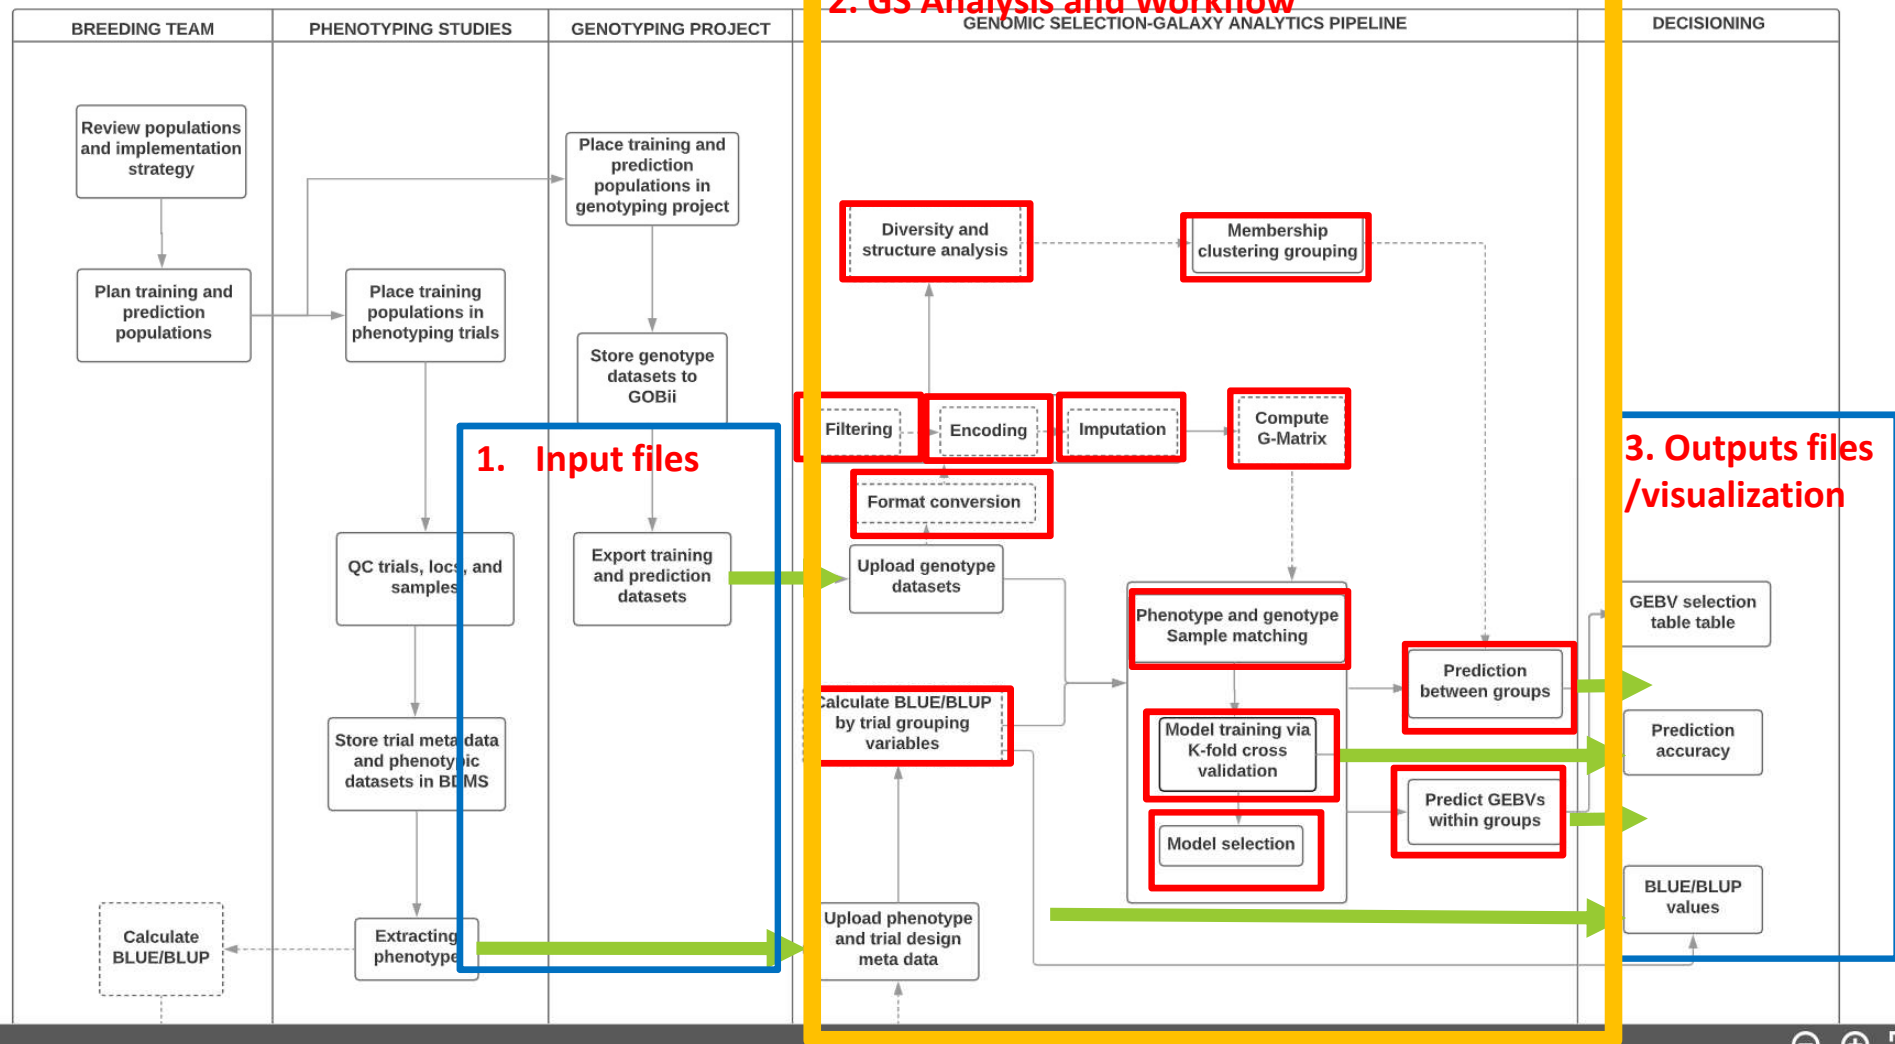 2. GS Analysis and Workflow
BREEDING TEAM
PHENOTYPING STUDIES
GENOTYPING PROJECT
GENOMIC SELECTION-GALAXY ANALYTICS PIPELINE
DECISIONING
Review populations
and implementation
strategy
Plan training and
prediction
populations
Calculate
BLUE/BLUP
Place training
populations in
phenotyping trials
QC trials, locs, and
samples
Store trial meta data
and phenotypic
datasets in BDMS
Extracting
phenotype
Place training and
prediction
populations in
genotyping project
Store genotype
datasets to
GOBii
1. Input files
Export training
and prediction
datasets
Diversity and
structure analysis
Membership
clustering grouping
Filtering
Encoding
Imputation
Compute
G-Matrix
Format conversion
Upload genotype
datasets
Calculate BLUE/BLUP
by trial grouping
variables
Upload phenotype
and trial design
meta data
Phenotype and genotype
Sample matching
Model training via
K-fold cross
validation
Model selection
Prediction
between groups
Predict GEBVs
within groups
3. Outputs files
/visualization
GEBV selection
table table
Prediction
accuracy
BLUE/BLUP
values